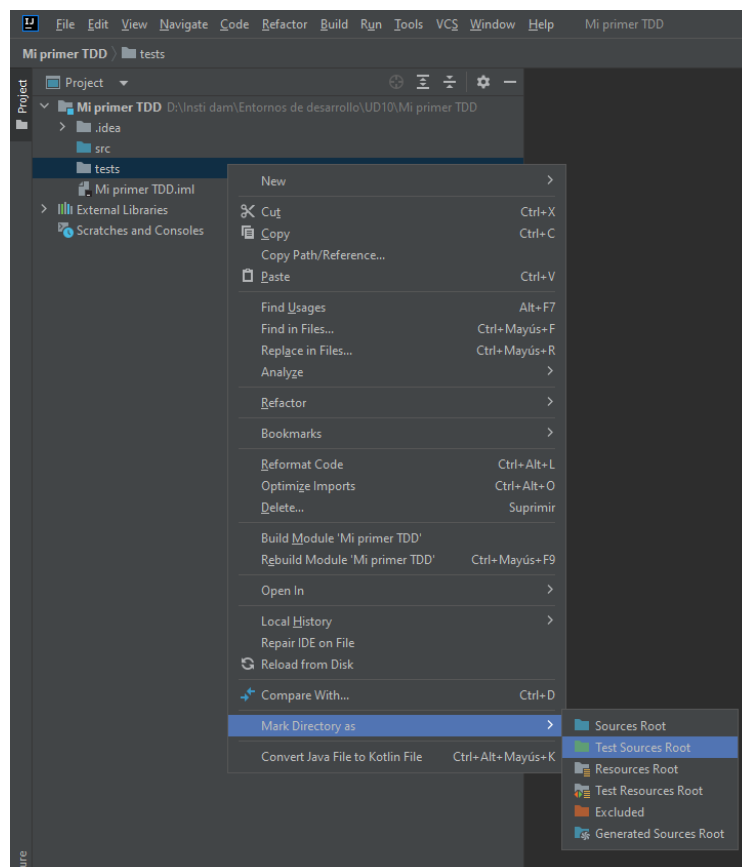 IJ File Edit View Navigate Code Refactor Build Run Tools VCS Window Help Mi primer TDD
Mi primer TDD tests
Project
Project
Mi primer TDD D:\Insti dam\Entornos de desarrollo\UD10\Mi primer TDD
.idea
src
tests
Mi primer TDD.iml
External Libraries
Scratches and Consoles
New
Cut Ctrl+X
Copy Ctrl+C
Copy Path/Reference...
Paste Ctrl+V
Find Usages Alt+F7
Find in Files... Ctrl+Mayús+F
Replace in Files... Ctrl+Mayús+R
Analyze
Refactor
Bookmarks
Reformat Code Ctrl+Alt+L
Optimize Imports Ctrl+Alt+O
Delete... Suprimir
Build Module 'Mi primer TDD'
Rebuild Module 'Mi primer TDD' Ctrl+Mayús+F9
Open In
Local History
Repair IDE on File
Reload from Disk
Compare With... Ctrl+D
Mark Directory as
Convert Java File to Kotlin File Ctrl+Alt+Mayús+K
Sources Root
Test Sources Root
Resources Root
Test Resources Root
Excluded
Generated Sources Root